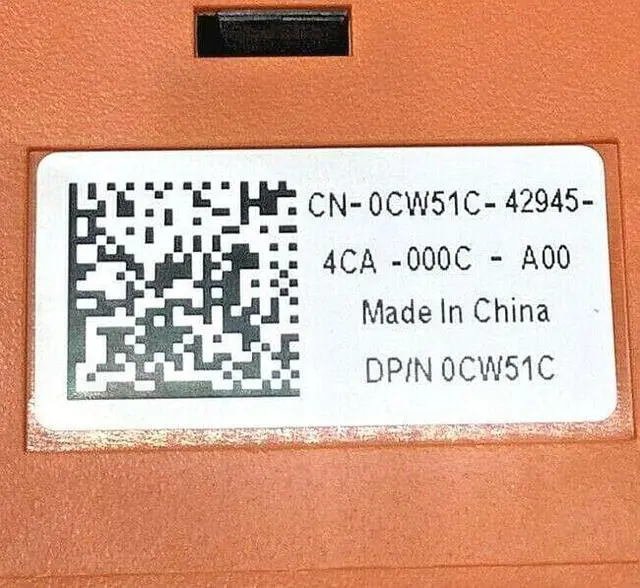 CN-0CW51C-42945-
4CA -000C - A00
Made In China
DP/N 0CW51C